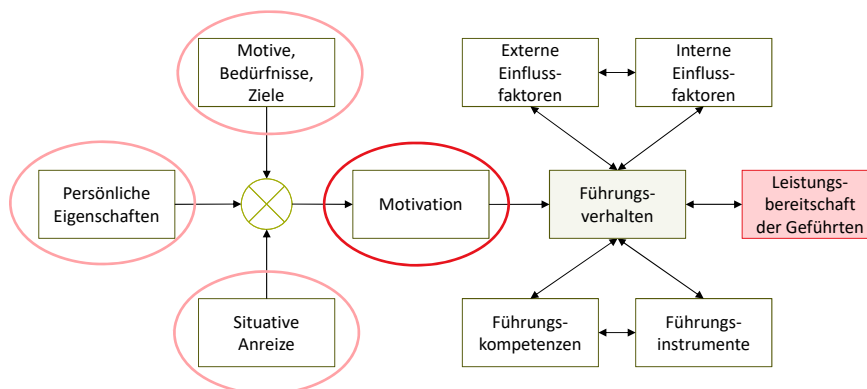 Motive,
Bedürfnisse,
Ziele
Externe
Einfluss-
faktoren
Interne
Einfluss-
faktoren
Persönliche
Eigenschaften
Motivation
Führungs-
verhalten
Leistungs-
bereitschaft
der Geführten
Situative
Anreize
Führungs-
kompetenzen
Führungs-
instrumente